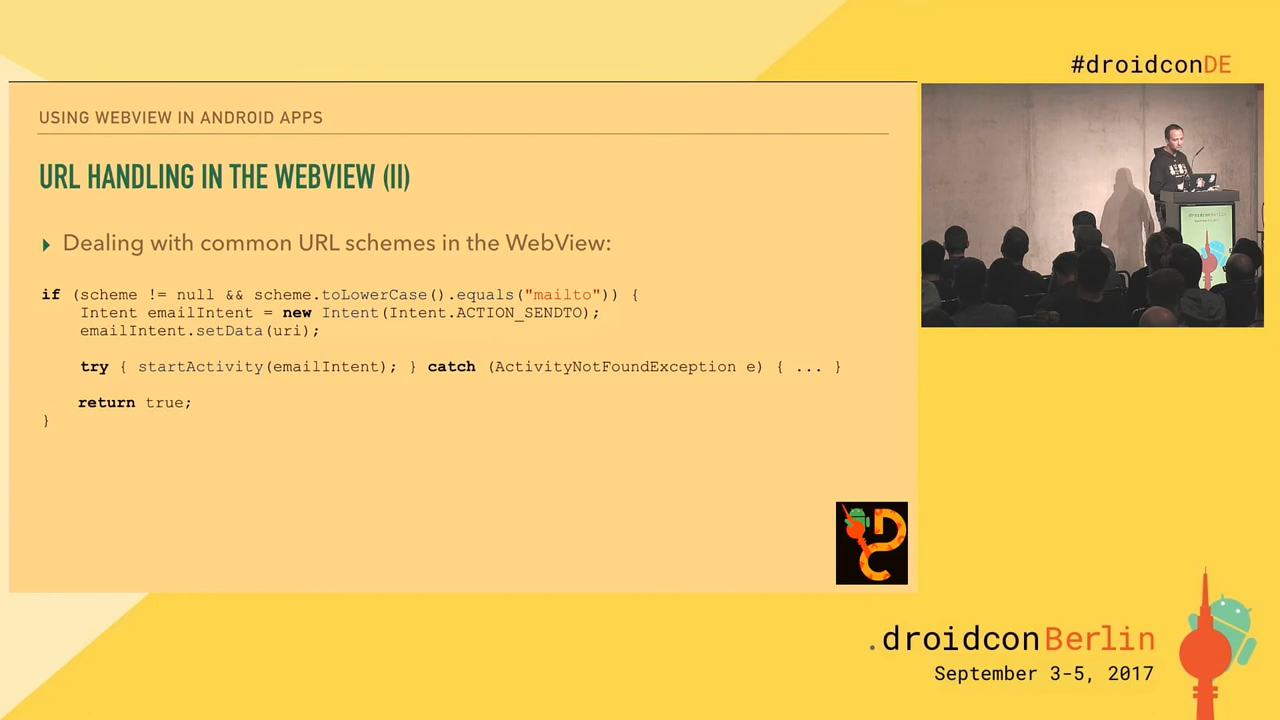 #droidconDE
USING WEBVIEW IN ANDROID APPS
URL HANDLING IN THE WEBVIEW (II)
Dealing with common URL schemes in the WebView:
if (scheme != null && scheme.toLowerCase().equals("mailto")) {
    Intent emailIntent = new Intent(Intent.ACTION_SENDTO);
    emailIntent.setData(uri);
    try { startActivity(emailIntent); } catch (ActivityNotFoundException e) { ... }
    return true;
}
.droidconBerlin
September 3-5, 2017